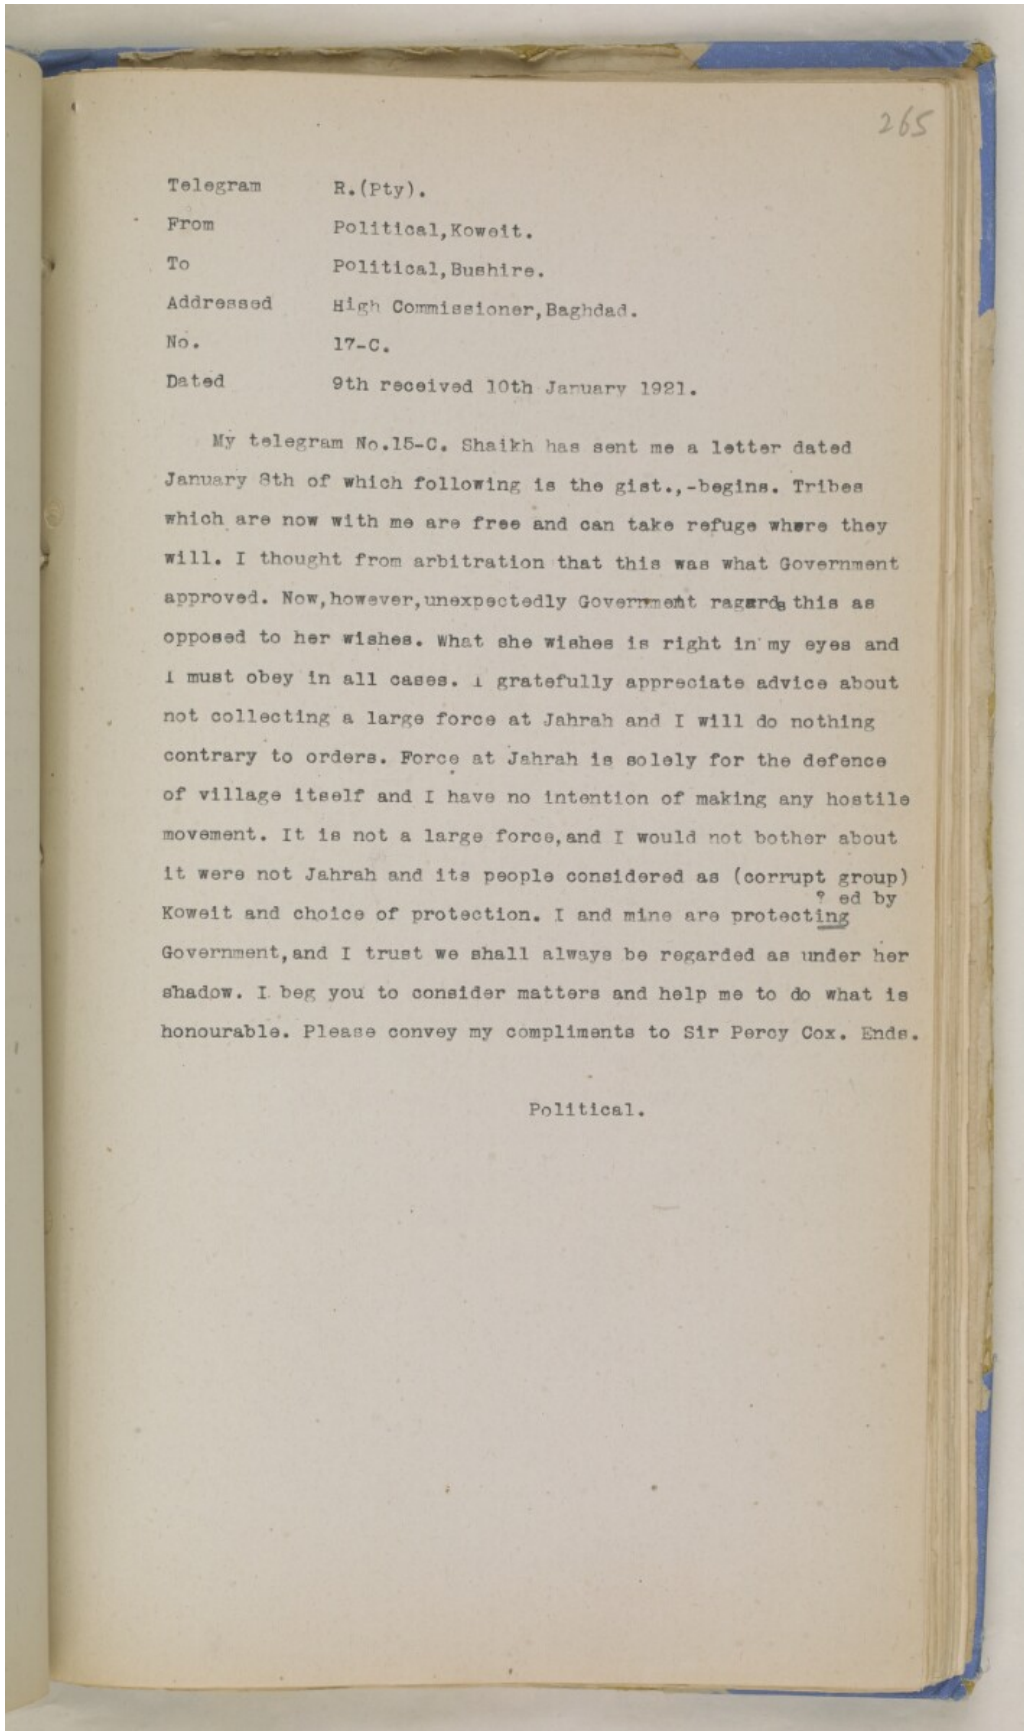 265
Telegram R.(Pty).
From Political,Koweit.
To Political,Bushire.
Addressed High Commissioner,Baghdad.
No. 17-C.
Dated 9th received 10th January 1921.
My telegram No.15-C. Shaikh has sent me a letter dated
January 8th of which following is the gist.,-begins. Tribes
which are now with me are free and can take refuge where they
will. I thought from arbitration that this was what Government
approved. Now,however,unexpectedly Government ragards this as
opposed to her wishes. What she wishes is right in my eyes and
I must obey in all cases. I gratefully appreciate advice about
not collecting a large force at Jahrah and I will do nothing
contrary to orders. Force at Jahrah is solely for the defence
of village itself and I have no intention of making any hostile
movement. It is not a large force,and I would not bother about
it were not Jahrah and its people considered as (corrupt group)
? ed by
Koweit and choice of protection. I and mine are protecting
Government,and I trust we shall always be regarded as under her
shadow. I beg you to consider matters and help me to do what is
honourable. Please convey my compliments to Sir Percy Cox. Ends.
Political.